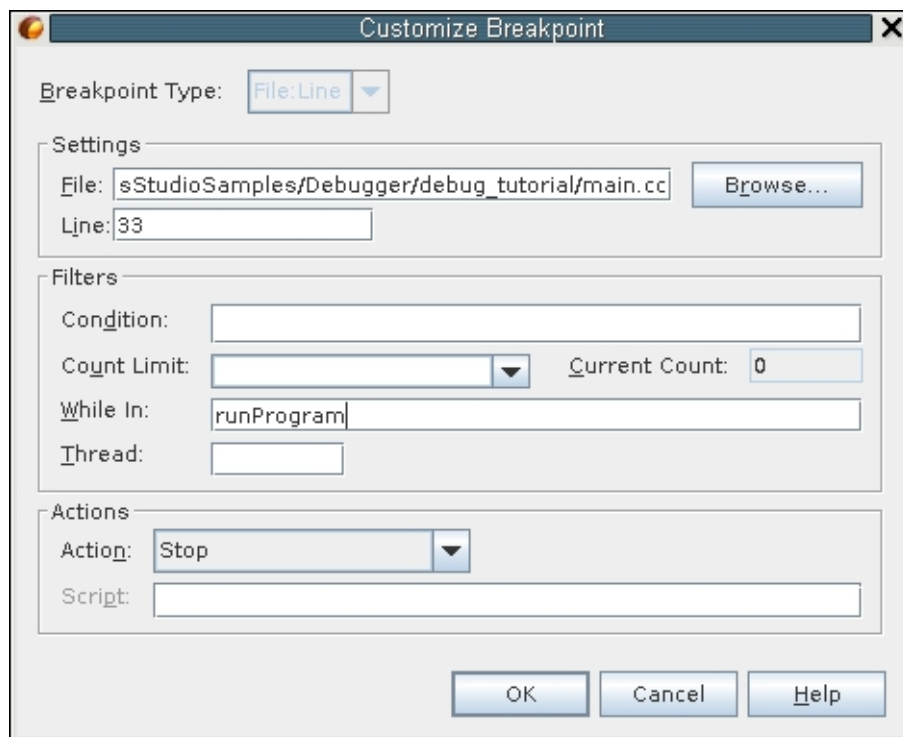 Customize Breakpoint
Breakpoint Type: File:Line
Settings
File: sStudioSamples/Debugger/debug_tutorial/main.cc Browse...
Line: 33
Filters
Condition:
Count Limit: Current Count: 0
While In: runProgram
Thread:
Actions
Action: Stop
Script:
OK Cancel Help